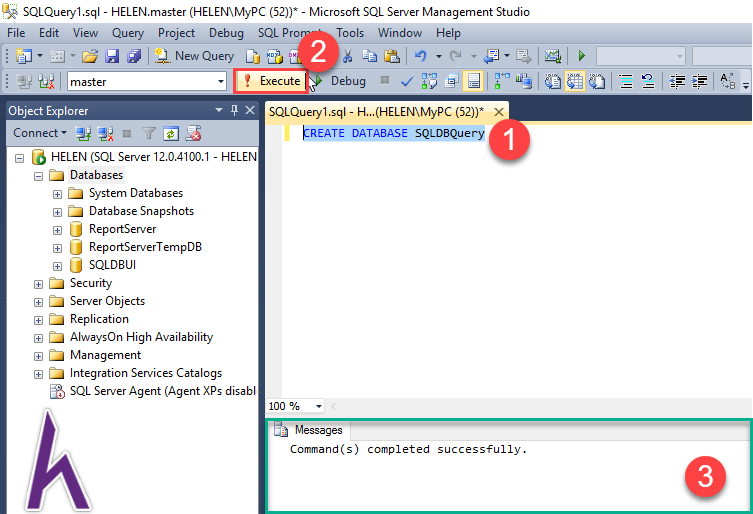 SQLQuery1.sql - HELEN.master (HELEN\MyPC (52))* - Microsoft SQL Server Management Studio
File Edit View Query Project Debug SQL Prom Tools Window Help
New Query
2
master
Execute
Debug
Object Explorer
SQLQuery1.sql - H...(HELEN\MyPC (52))*
Connect
CREATE DATABASE SQLDBQuery
1
HELEN (SQL Server 12.0.4100.1 - HELEN
Databases
System Databases
Database Snapshots
ReportServer
ReportServerTempDB
SQLDBUI
Security
Server Objects
Replication
AlwaysOn High Availability
Management
Integration Services Catalogs
SQL Server Agent (Agent XPs disabl
100 %
Messages
Command(s) completed successfully.
3